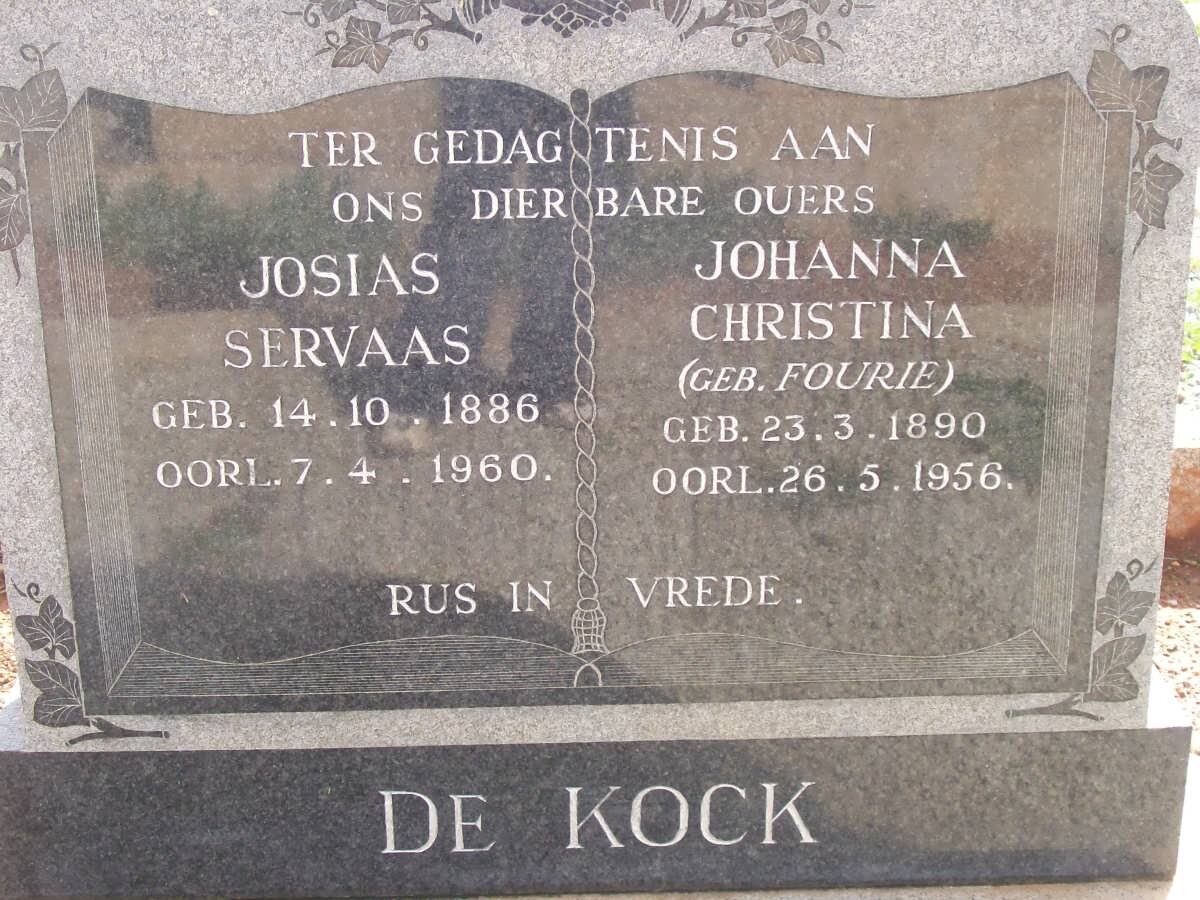 TER GEDAGTENIS AAN
ONS DIERBARE OUERS
JOSIAS
SERVAAS
GEB. 14.10.1886
OORL. 7.4.1960.
JOHANNA
CHRISTINA
(GEB. FOURIE)
GEB. 23.3.1890
OORL. 26.5.1956.
RUS IN VREDE.
DE KOCK